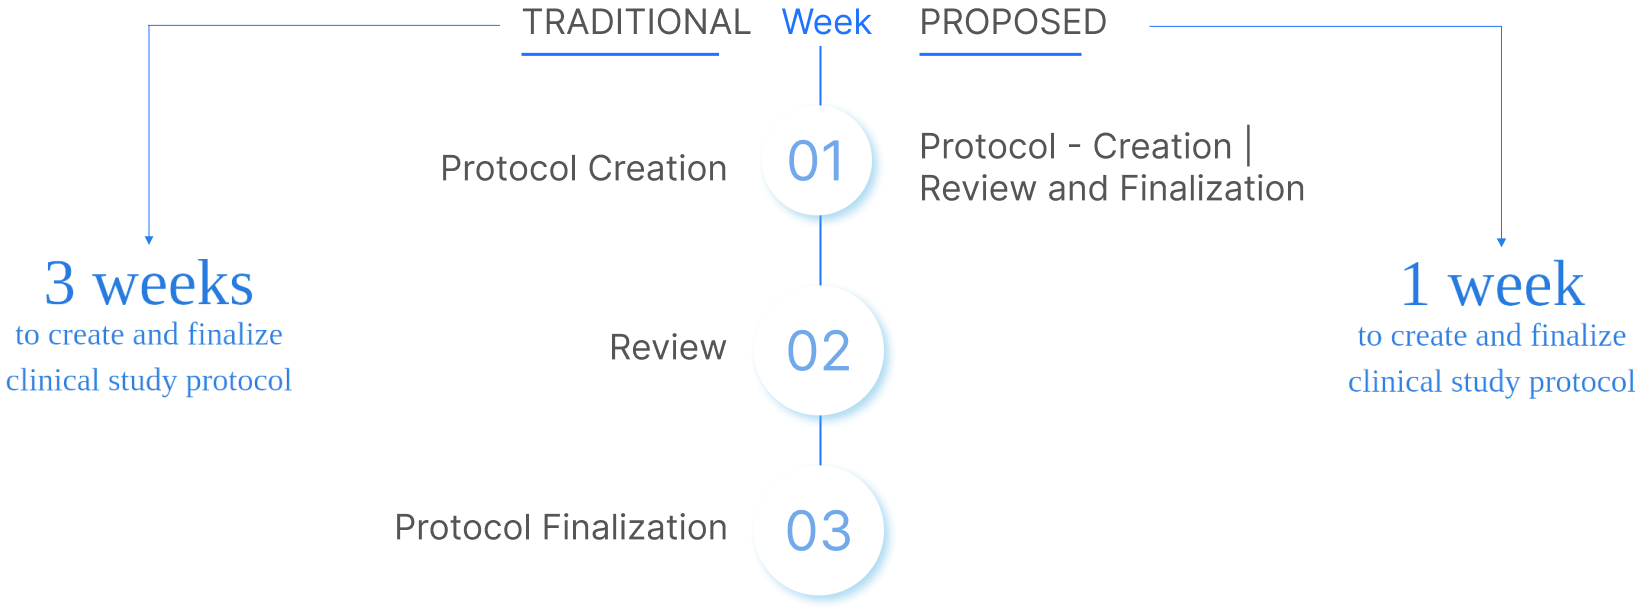 TRADITIONAL
Week
PROPOSED
Protocol Creation
01
Protocol - Creation |
Review and Finalization
3 weeks
to create and finalize
clinical study protocol
1 week
to create and finalize
clinical study protocol
Review
02
Protocol Finalization
03